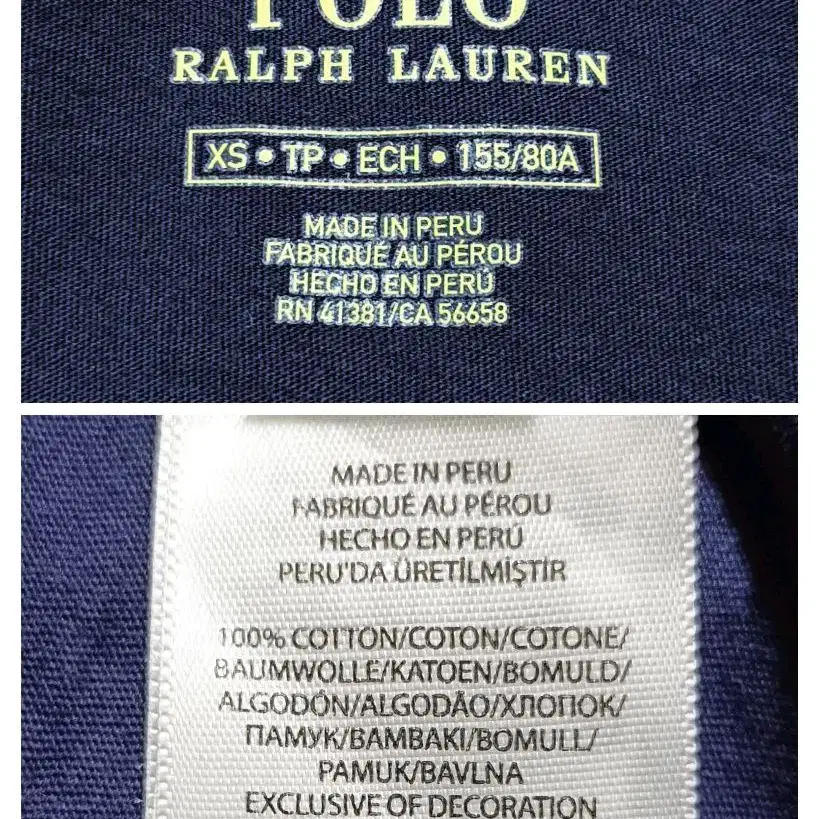 POLO
RALPH LAUREN
XS • TP • ECH • 155/80A
MADE IN PERU
FABRIQUÉ AU PÉROU
HECHO EN PERÚ
RN 41381/CA 56658
MADE IN PERU
FABRIQUÉ AU PÉROU
HECHO EN PERÚ
PERU'DA ÜRETİLMİŞTİR
100% COTTON/COTON/COTONE/
BAUMWOLLE/KATOEN/BOMULD/
ALGODÓN/ALGODÃO/ХЛОПОК/
ПАМУК/BAMBAKI/BOMULL/
PAMUK/BAVLNA
EXCLUSIVE OF DECORATION